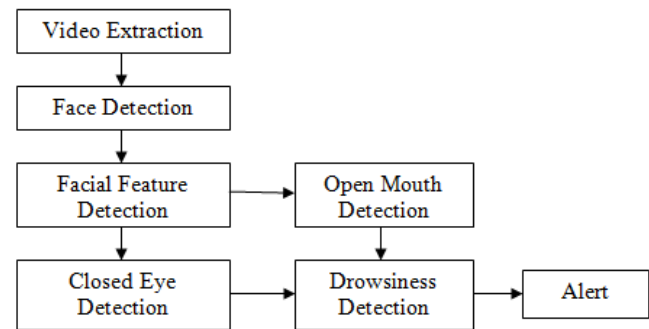 Video Extraction
Face Detection
Facial Feature
Detection
Open Mouth
Detection
Closed Eye
Detection
Drowsiness
Detection
Alert